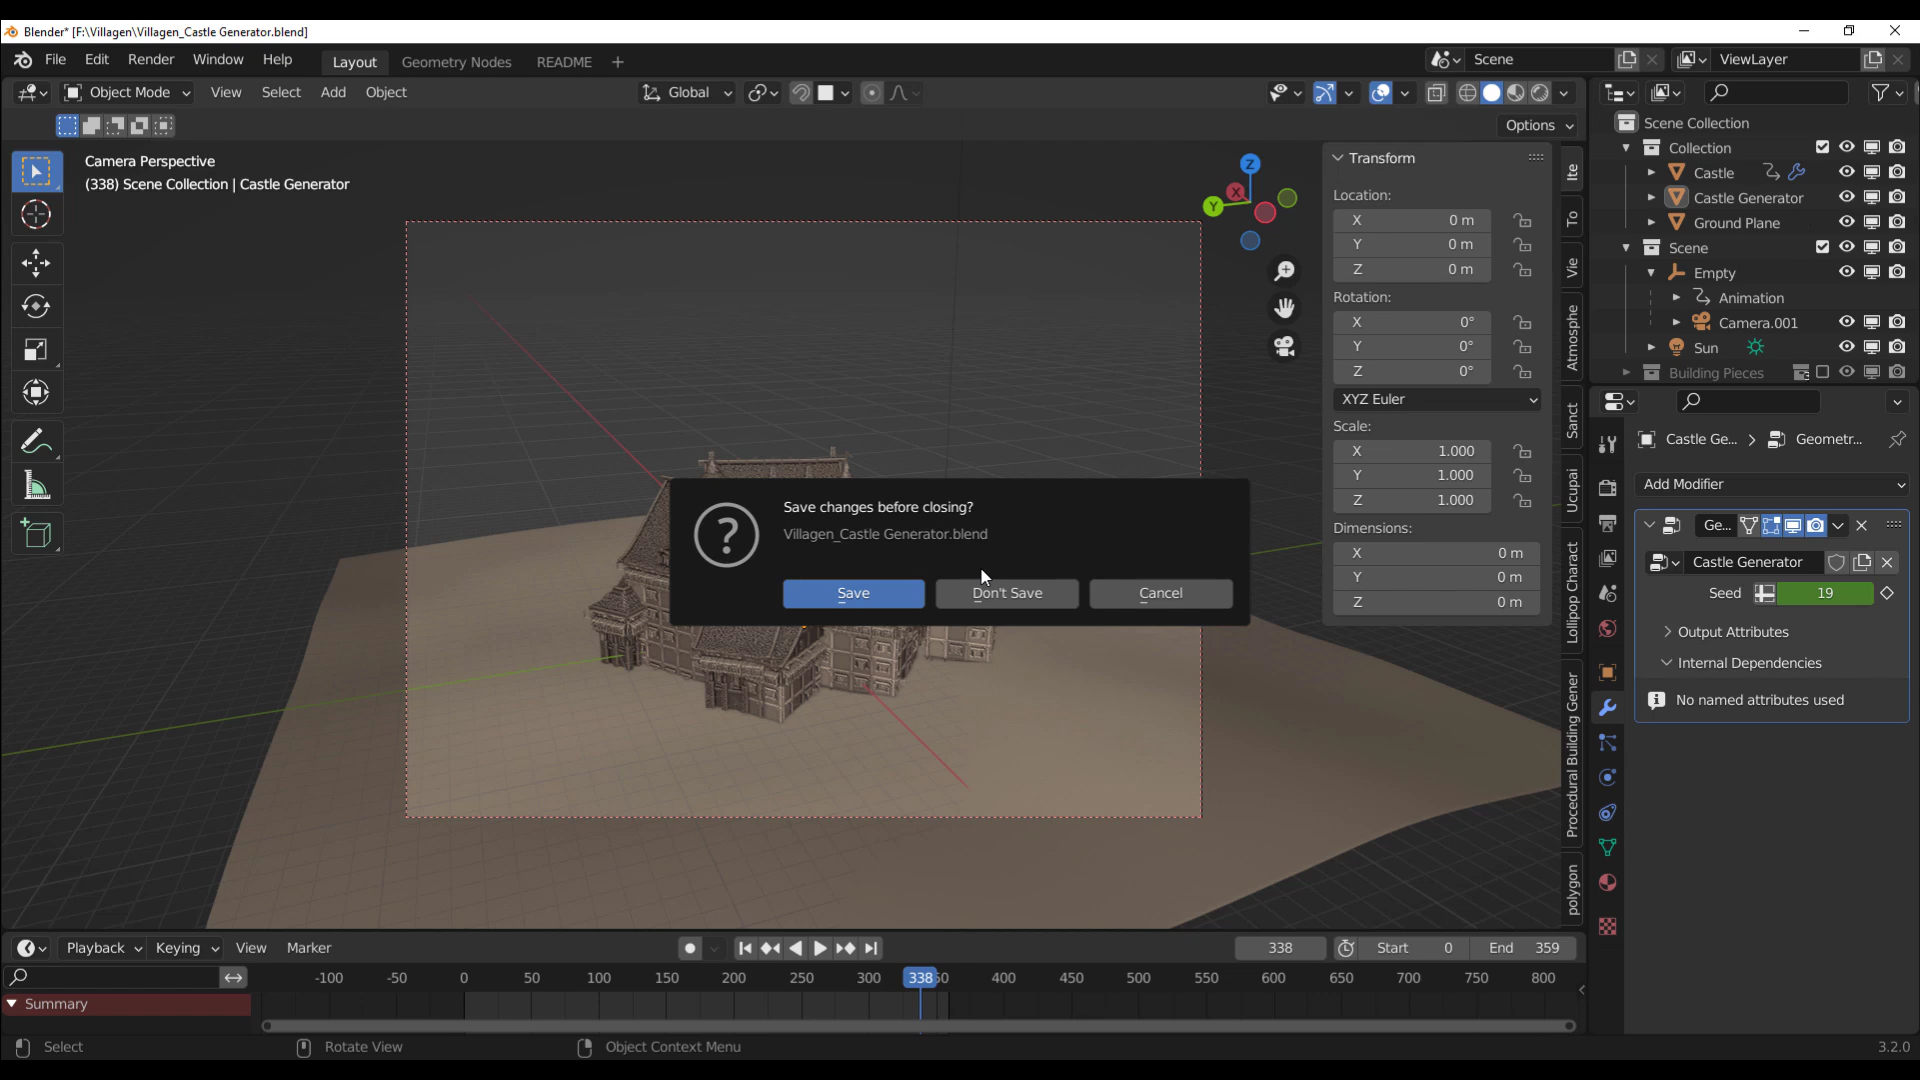 Blender* [F:\Villagen\Villagen_Castle Generator.blend]
File Edit Render Window Help Layout Geometry Nodes README + Scene ViewLayer
Object Mode View Select Add Object Global
Options
Camera Perspective
(338) Scene Collection | Castle Generator
Z
X
Y
Transform
Location:
X 0 m
Y 0 m
Z 0 m
Rotation:
X 0°
Y 0°
Z 0°
XYZ Euler
Scale:
X 1.000
Y 1.000
Z 1.000
Dimensions:
X 0 m
Y 0 m
Z 0 m
Ite
To
Vie
Atmosphe
Sanct
Ucupai
Lollipop Charact
Procedural Building Gener
polygon
Scene Collection
Collection
Castle
Castle Generator
Ground Plane
Scene
Empty
Animation
Camera.001
Sun
Building Pieces
Castle Ge... > Geometr...
Add Modifier
Ge...
Castle Generator
Seed 19
Output Attributes
Internal Dependencies
No named attributes used
Save changes before closing?
Villagen_Castle Generator.blend
Save Don't Save Cancel
Playback Keying View Marker 338 Start 0 End 359
-100 -50 0 50 100 150 200 250 300 338 400 450 500 550 600 650 700 750 800
Summary
Select Rotate View Object Context Menu 3.2.0